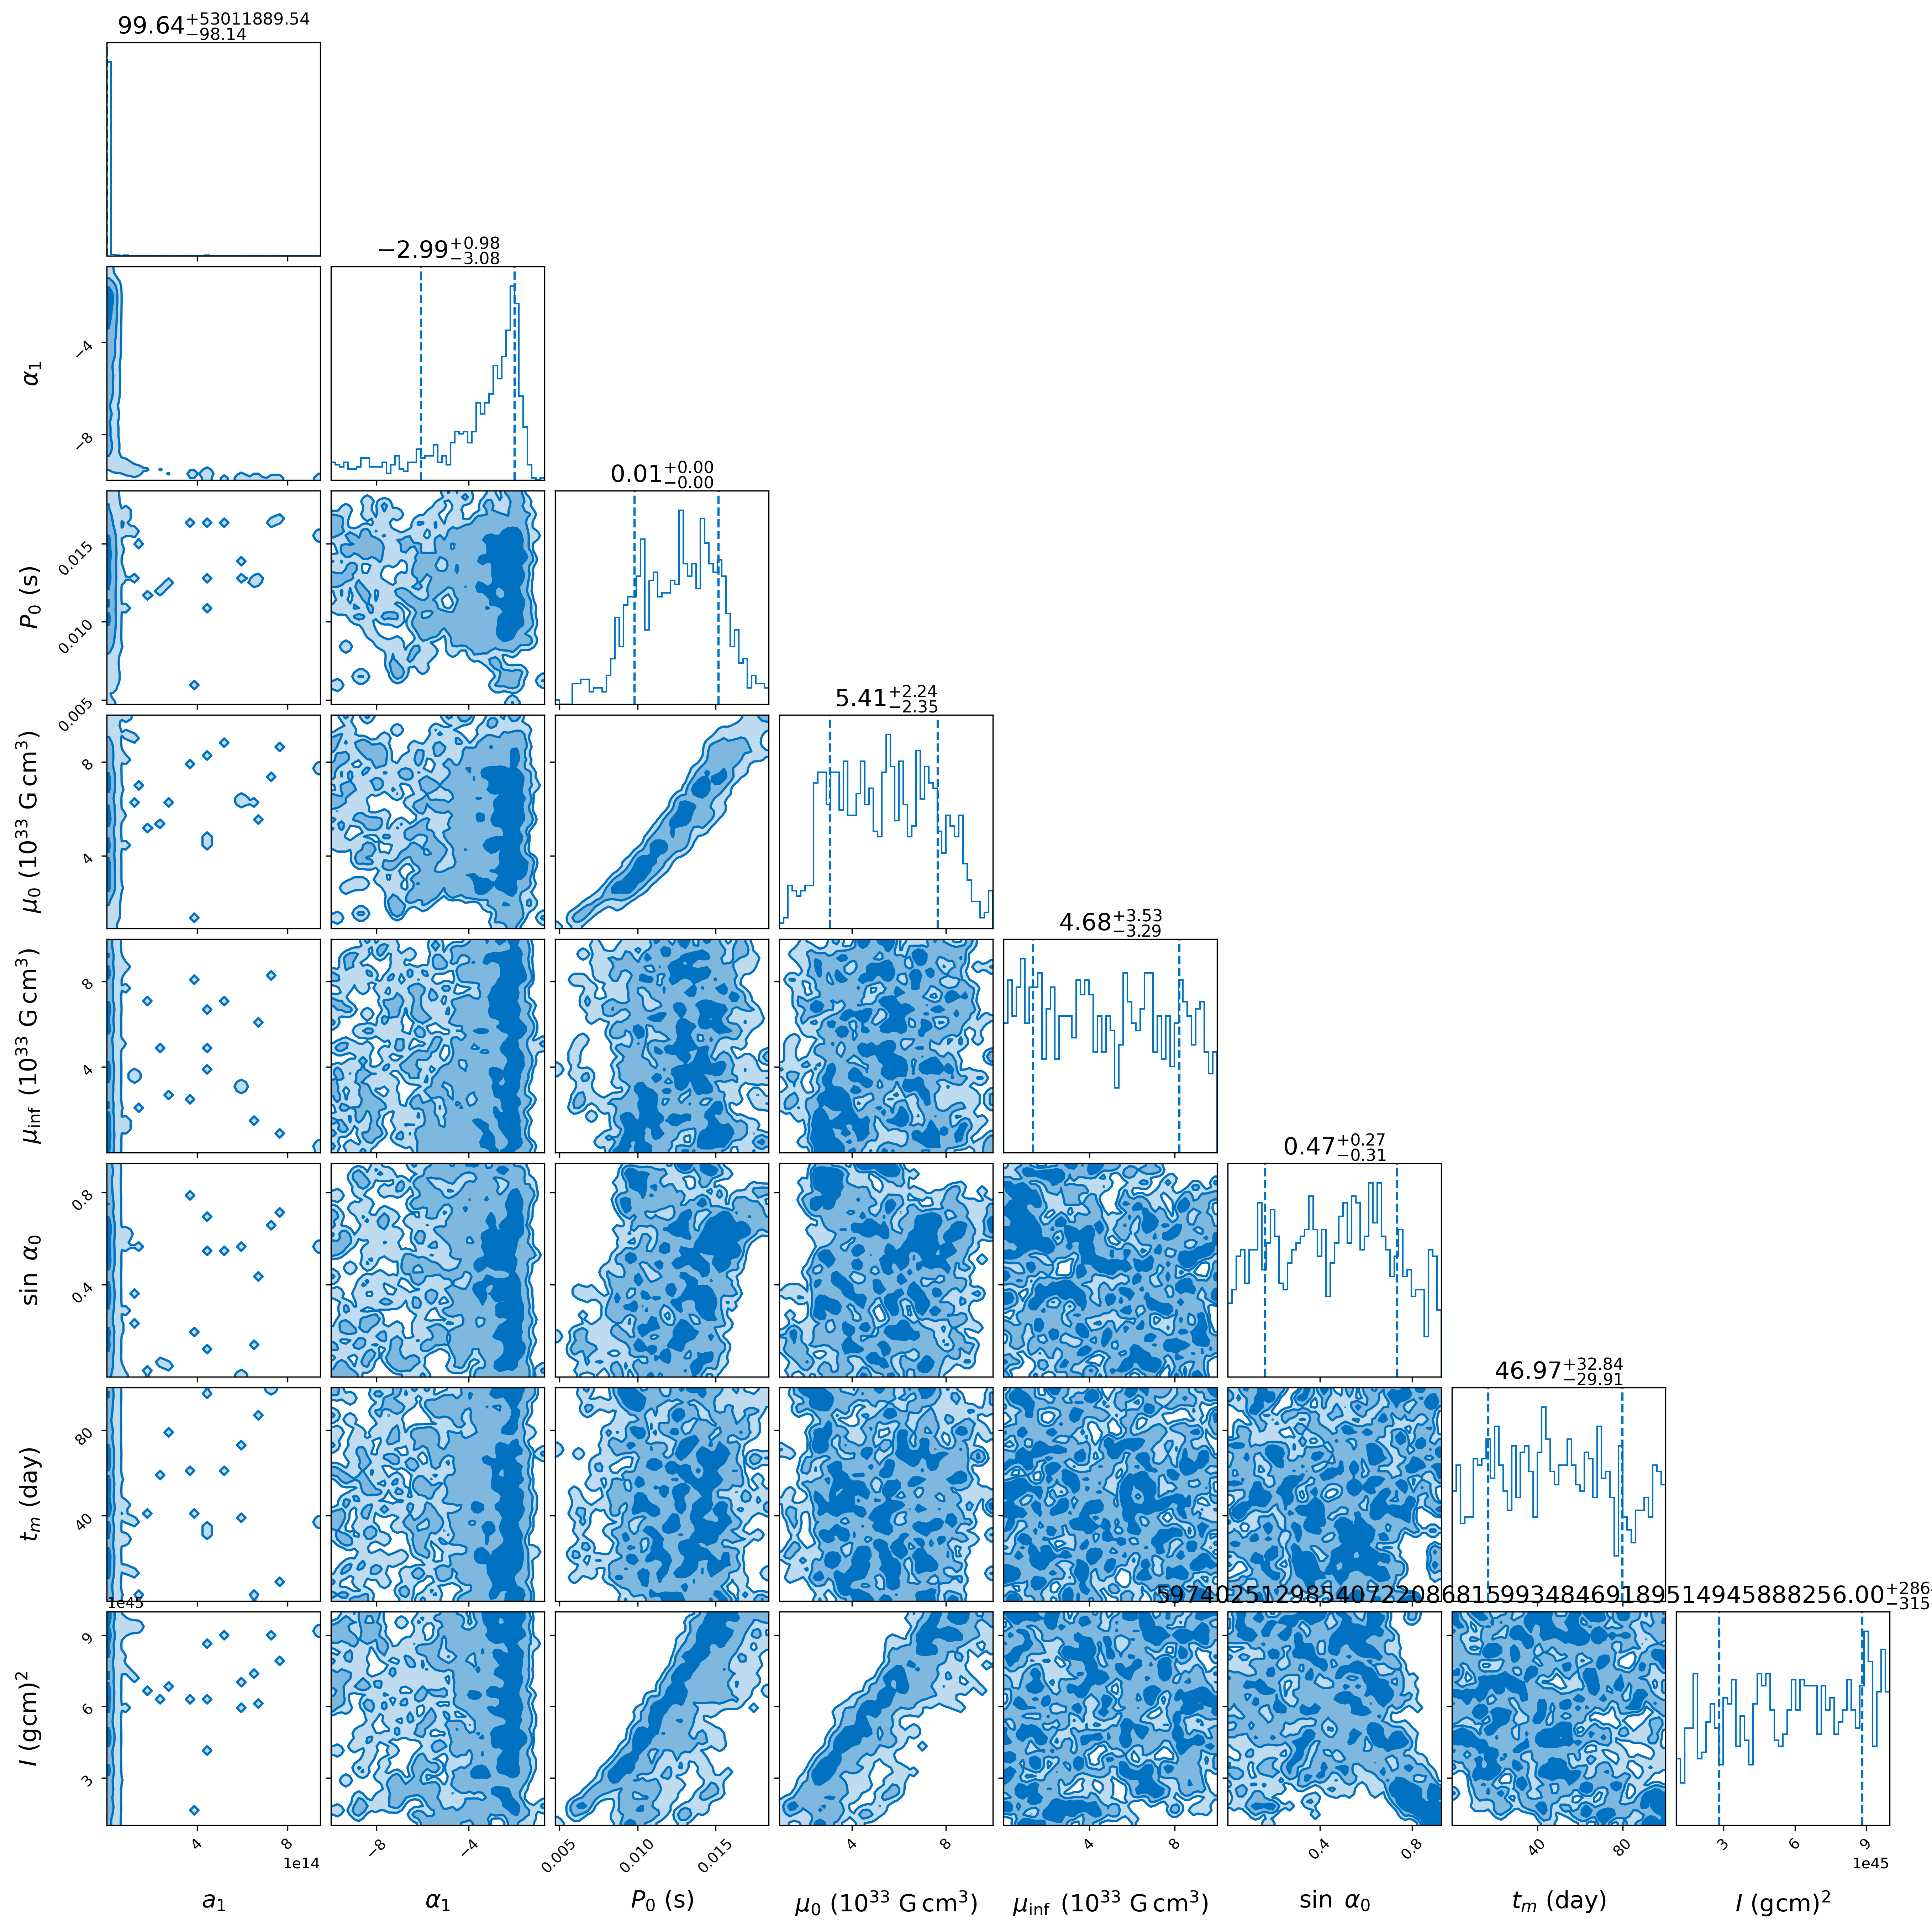 99.64+53011889.54−98.14
−2.99+0.98−3.08
−4
−8
α1
0.01+0.00−0.00
0.015
0.010
0.005
P0 (s)
5.41+2.24−2.35
8
4
μ0 (10^33 G cm^3)
4.68+3.53−3.29
8
4
μinf (10^33 G cm^3)
0.47+0.27−0.31
0.8
0.4
sin α0
46.97+32.84−29.91
80
40
tm (day)
1e45
9
6
3
I (gcm)^2
4 8
1e14
−8 −4
0.005 0.010 0.015
4 8
4 8
0.4 0.8
40 80
3 6 9
1e45
a1 α1 P0 (s) μ0 (10^33 G cm^3) μinf (10^33 G cm^3) sin α0 tm (day) I (gcm)^2